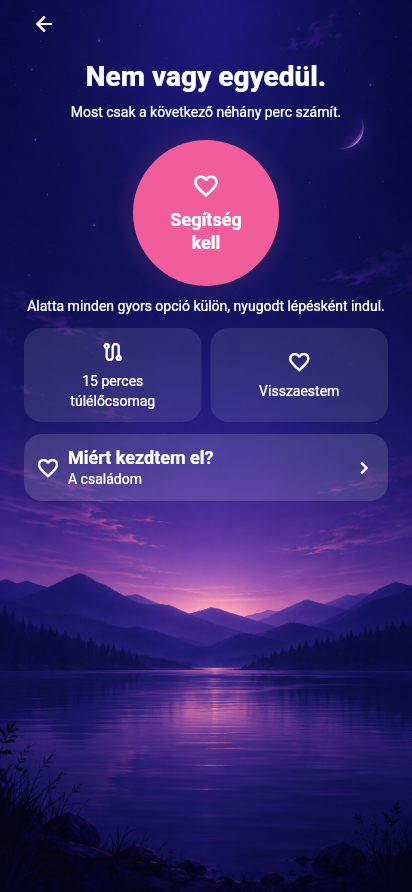 Nem vagy egyedül.
Most csak a következő néhány perc számít.
Segítség
kell
Alatta minden gyors opció külön, nyugodt lépésként indul.
15 perces
túlélőcsomag
Visszaestem
Miért kezdtem el?
A családom